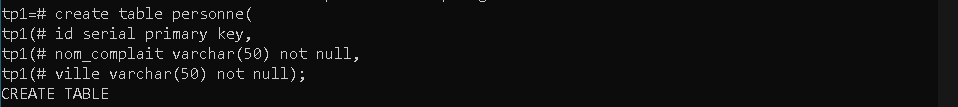 tp1=# create table personne(
tp1(# id serial primary key,
tp1(# nom_complait varchar(50) not null,
tp1(# ville varchar(50) not null);
CREATE TABLE